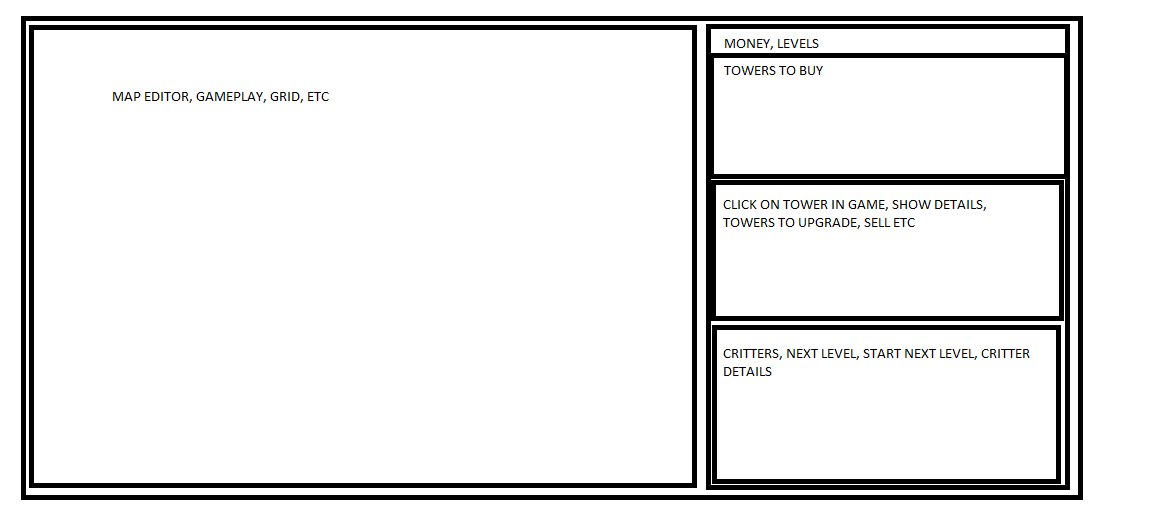 MAP EDITOR, GAMEPLAY, GRID, ETC
MONEY, LEVELS
TOWERS TO BUY
CLICK ON TOWER IN GAME, SHOW DETAILS,
TOWERS TO UPGRADE, SELL ETC
CRITTERS, NEXT LEVEL, START NEXT LEVEL, CRITTER
DETAILS